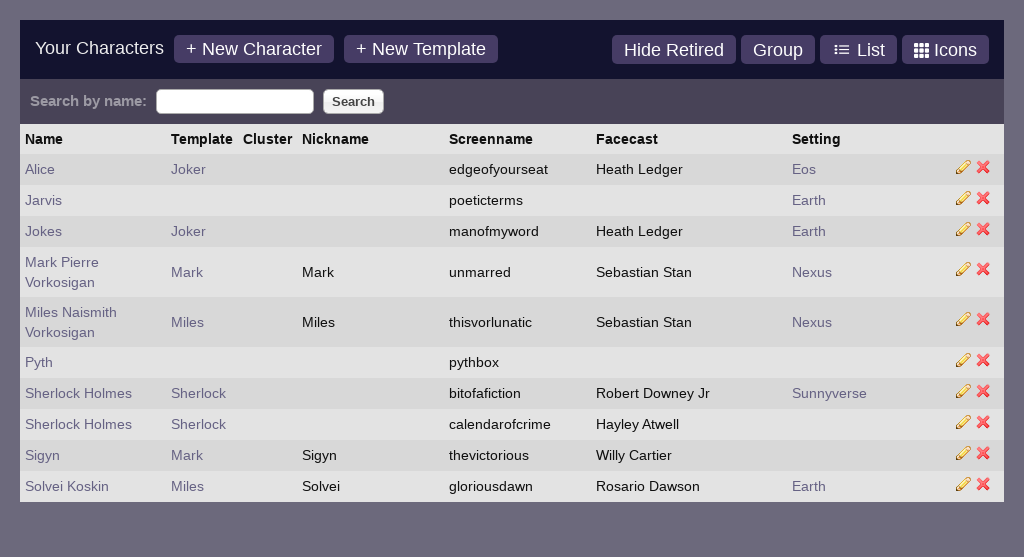 Your Characters + New Character + New Template Hide Retired Group List Icons
Search by name: Search
Name Template Cluster Nickname Screenname Facecast Setting
Alice Joker edgeofyourseat Heath Ledger Eos
Jarvis poeticterms Earth
Jokes Joker manofmyword Heath Ledger Earth
Mark Pierre
Vorkosigan Mark Mark unmarred Sebastian Stan Nexus
Miles Naismith
Vorkosigan Miles Miles thisvorlunatic Sebastian Stan Nexus
Pyth pythbox
Sherlock Holmes Sherlock bitofafiction Robert Downey Jr Sunnyverse
Sherlock Holmes Sherlock calendarofcrime Hayley Atwell
Sigyn Mark Sigyn thevictorious Willy Cartier
Solvei Koskin Miles Solvei gloriousdawn Rosario Dawson Earth